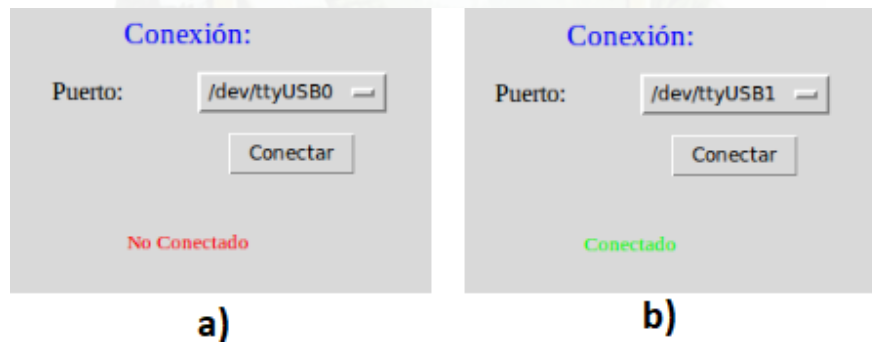 Conexión:
Puerto:
/dev/ttyUSB0
Conectar
No Conectado
a)
Conexión:
Puerto:
/dev/ttyUSB1
Conectar
Conectado
b)